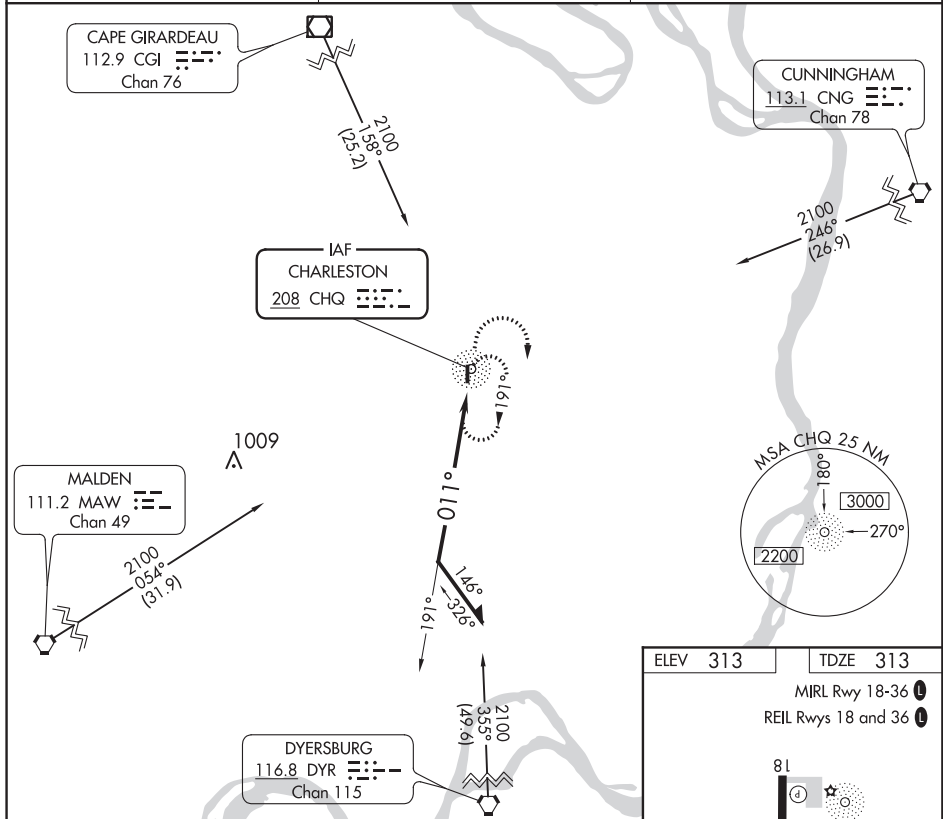 CAPE GIRARDEAU
112.9 CGI
Chan 76
2100
158°
(25.2)
CUNNINGHAM
113.1 CNG
Chan 78
2100
246°
(26.9)
IAF
CHARLESTON
208 CHQ
191°
1009
MALDEN
111.2 MAW
Chan 49
2100
054°
(31.9)
011°
146°
326°
191°
MSA CHQ 25 NM
180°
3000
270°
2200
2100
355°
(49.6)
DYERSBURG
116.8 DYR
Chan 115
ELEV 313
TDZE 313
MIRL Rwy 18-36 L
REIL Rwys 18 and 36 L
18
P